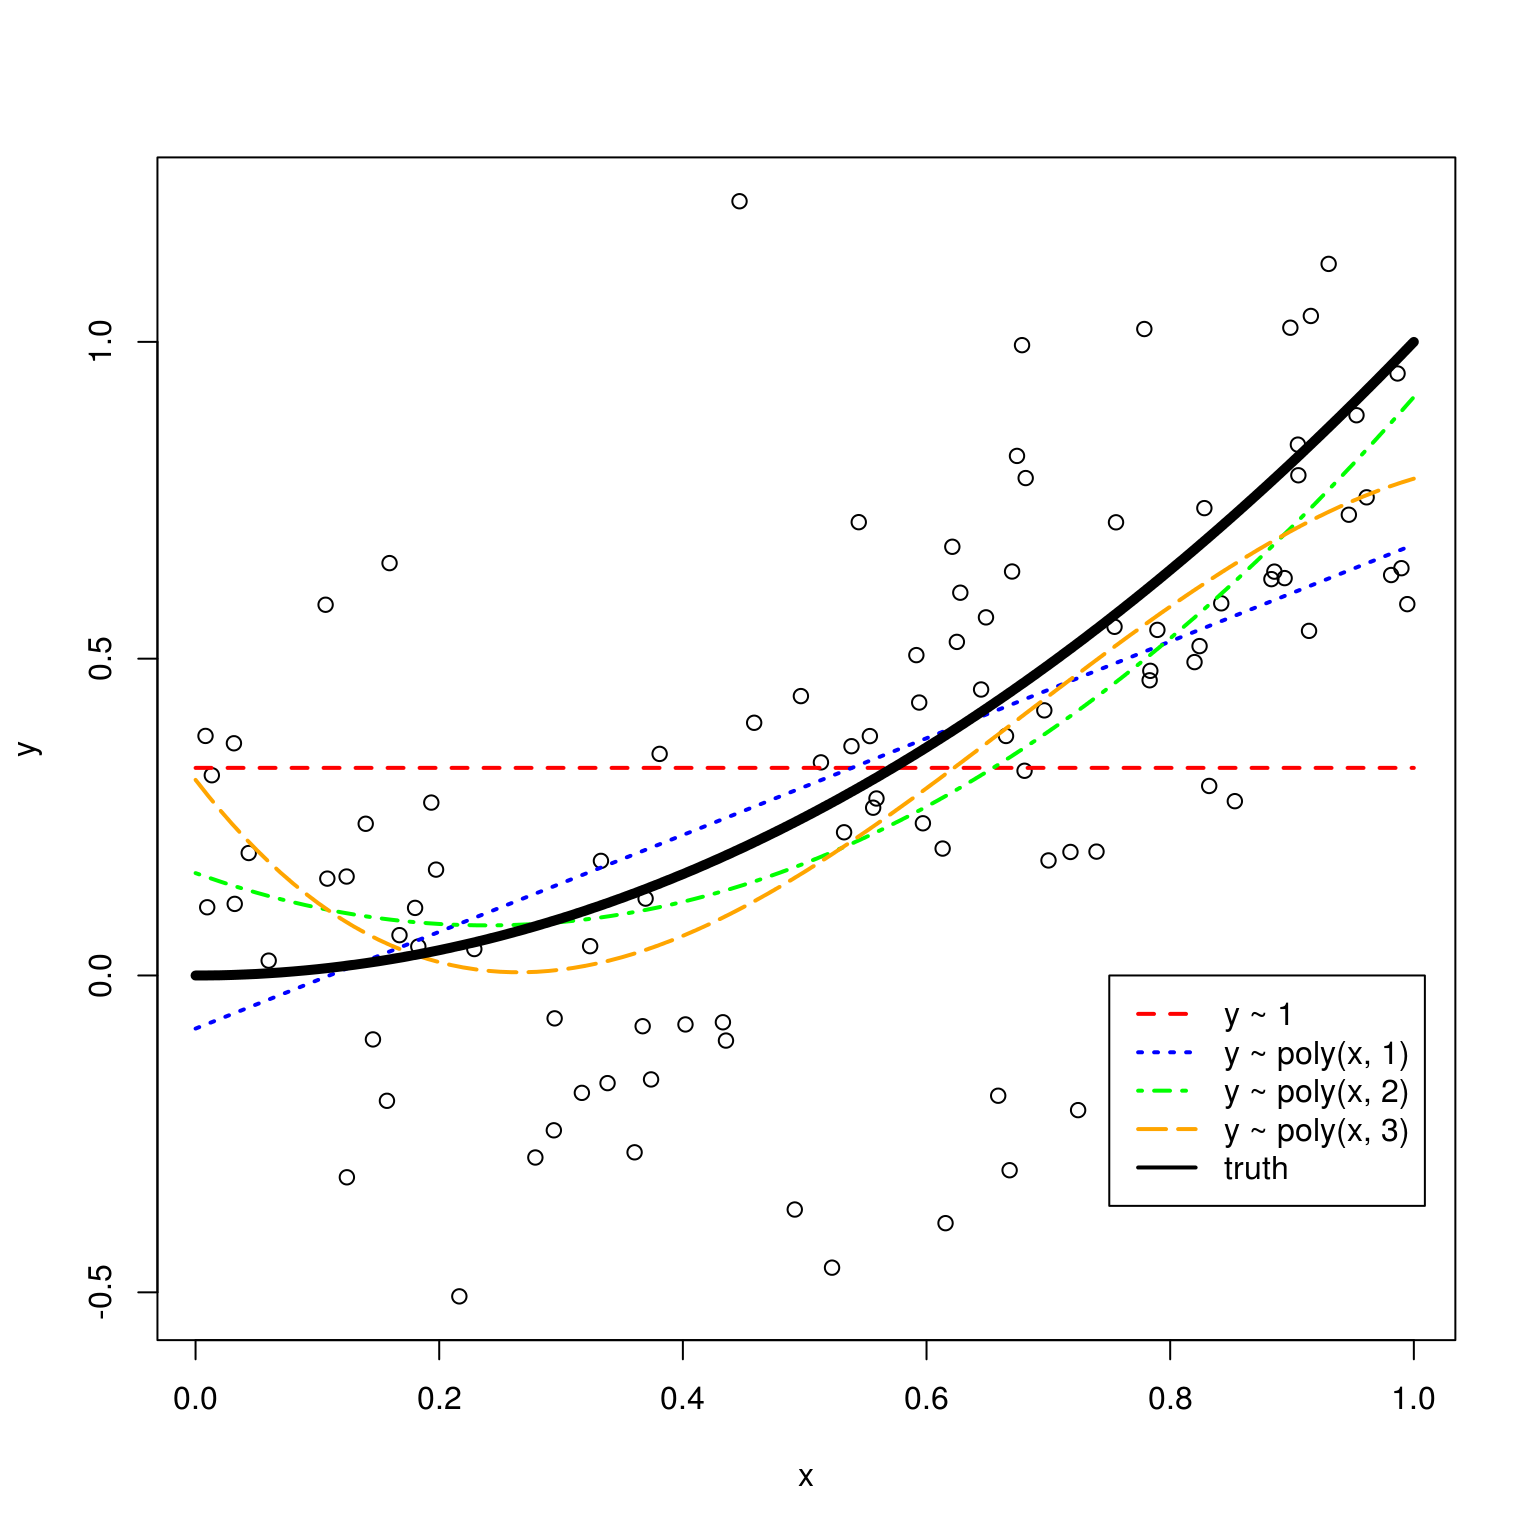 1.0
0.5
0.0
-0.5
y
0.0 0.2 0.4 0.6 0.8 1.0
x
y ~ 1
y ~ poly(x, 1)
y ~ poly(x, 2)
y ~ poly(x, 3)
truth